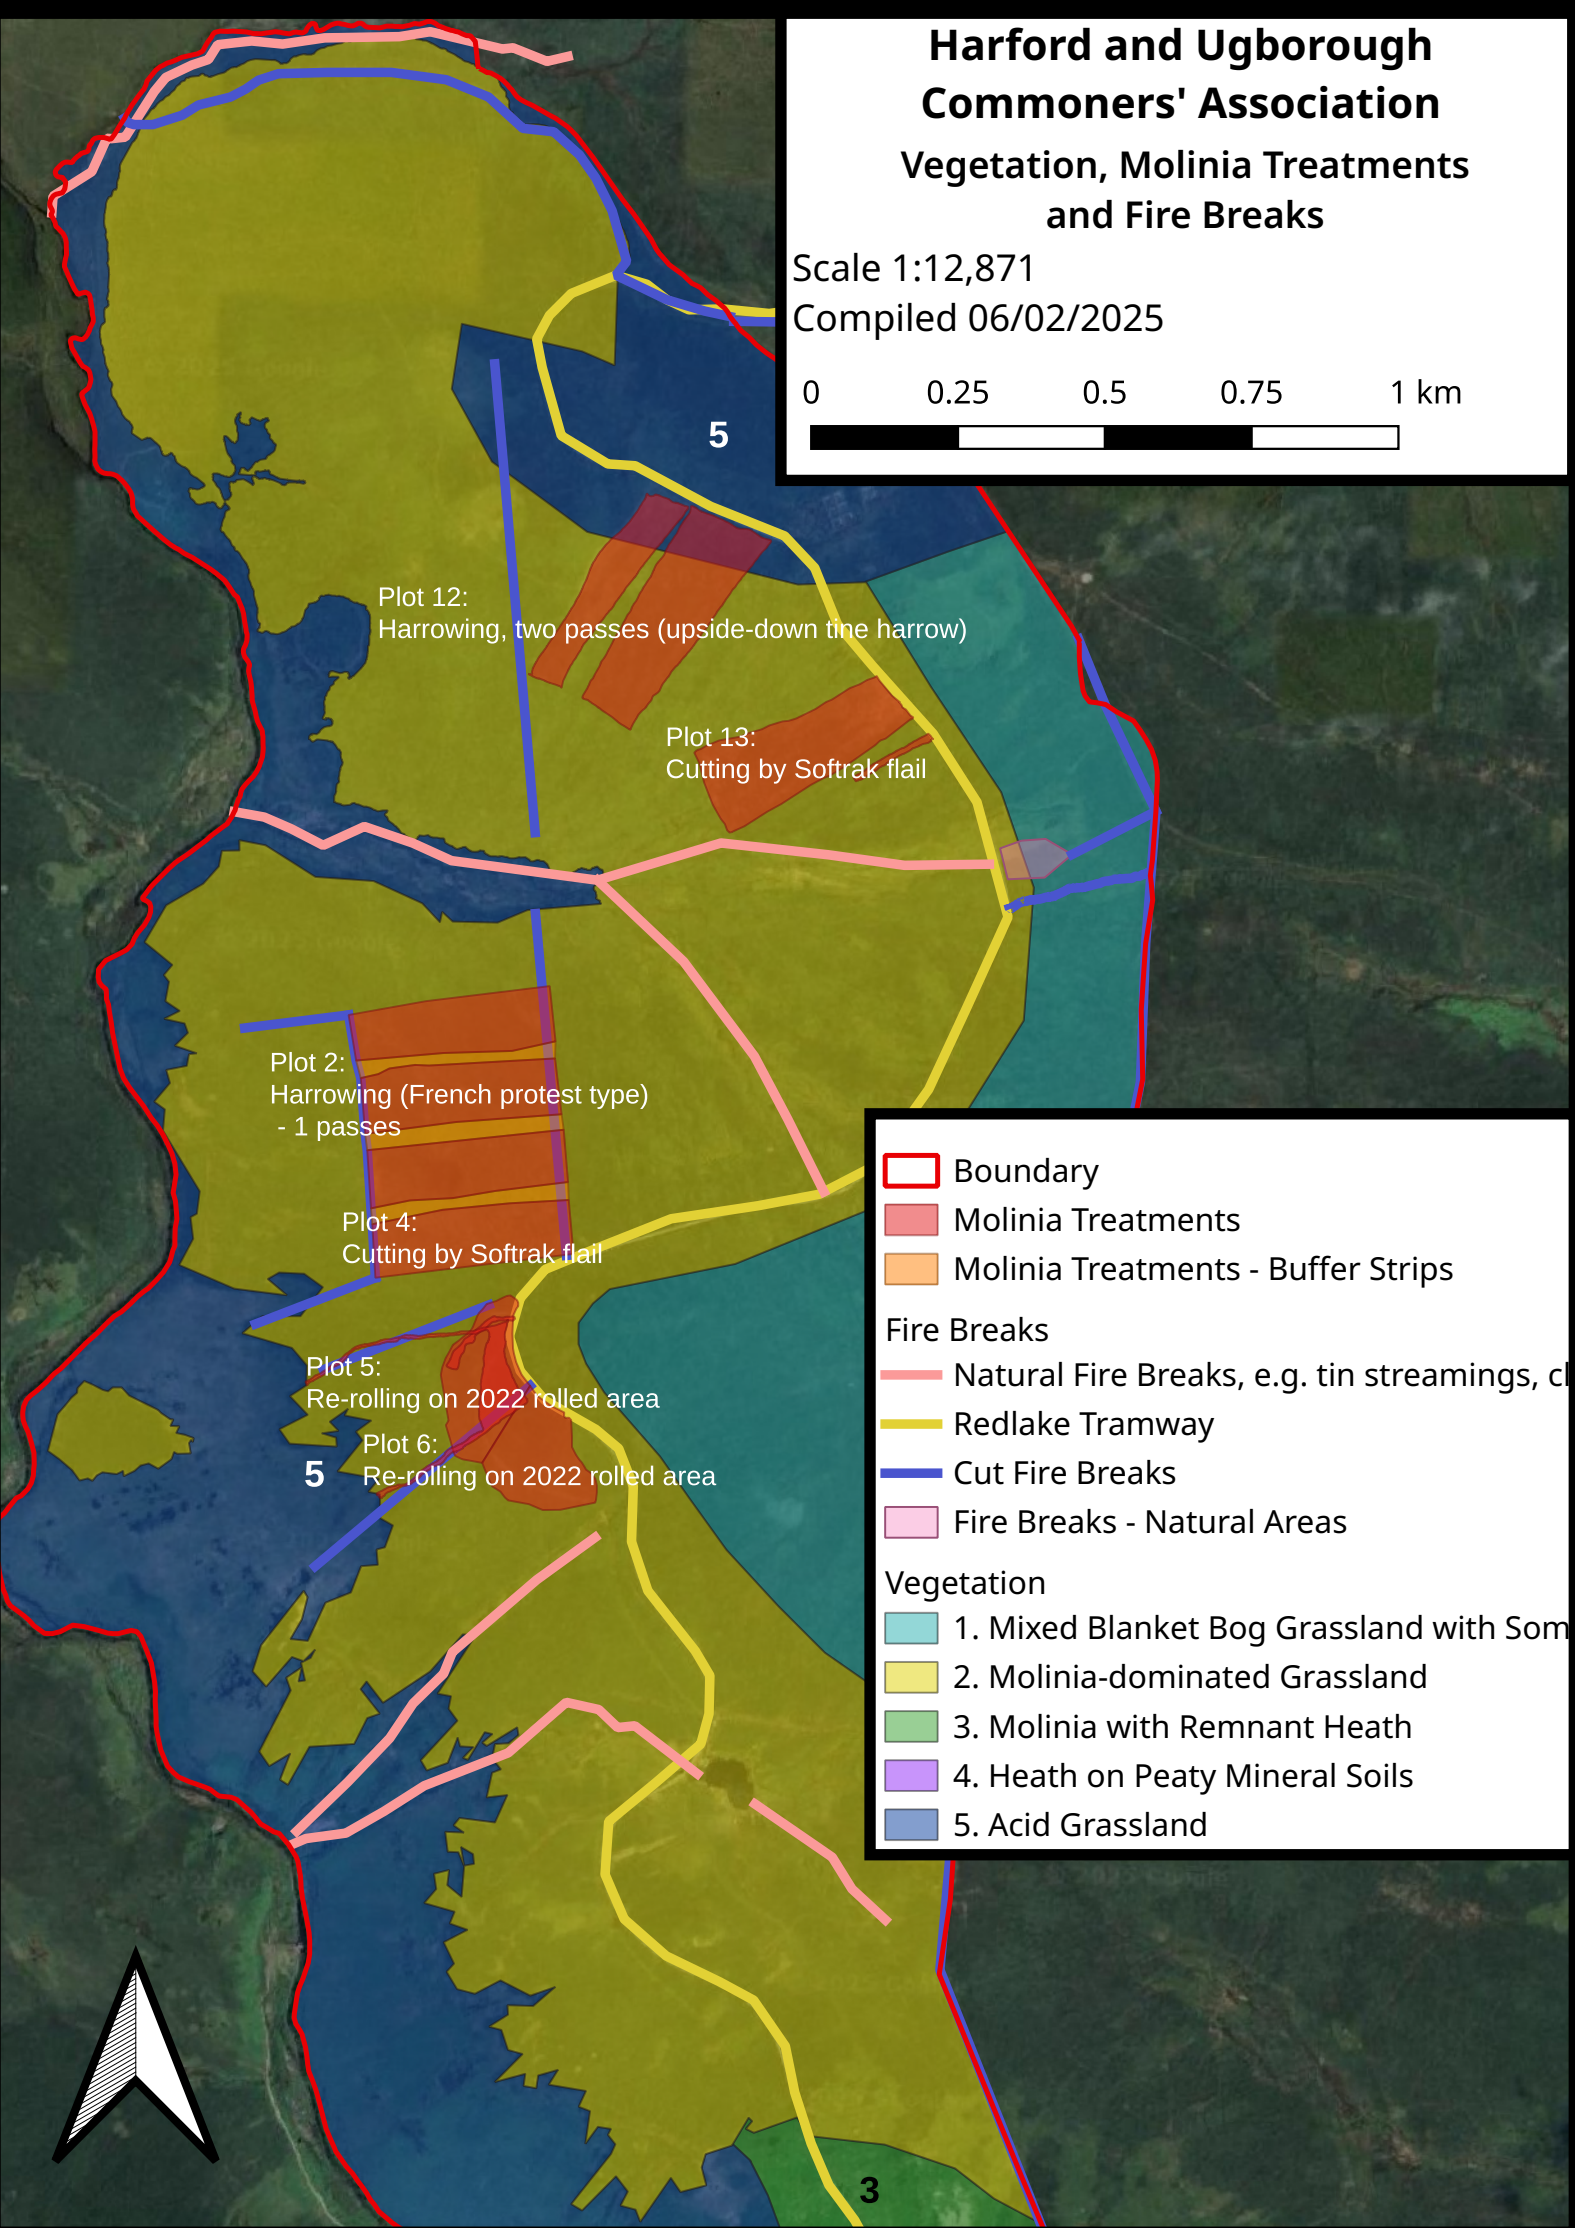 Harford and Ugborough
Commoners' Association
Vegetation, Molinia Treatments
and Fire Breaks
Scale 1:12,871
Compiled 06/02/2025
0 0.25 0.5 0.75 1 km
5
Plot 12:
Harrowing, two passes (upside-down tine harrow)
Plot 13:
Cutting by Softrak flail
Plot 2:
Harrowing (French protest type)
- 1 passes
Plot 4:
Cutting by Softrak flail
Plot 5:
Re-rolling on 2022 rolled area
Plot 6:
Re-rolling on 2022 rolled area
5
Boundary
Molinia Treatments
Molinia Treatments - Buffer Strips
Fire Breaks
Natural Fire Breaks, e.g. tin streamings,
Redlake Tramway
Cut Fire Breaks
Fire Breaks - Natural Areas
Vegetation
1. Mixed Blanket Bog Grassland with Som
2. Molinia-dominated Grassland
3. Molinia with Remnant Heath
4. Heath on Peaty Mineral Soils
5. Acid Grassland
3